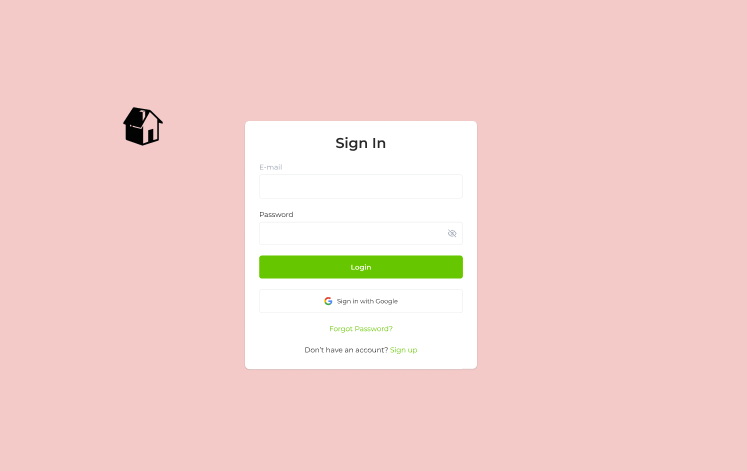 Sign In
E-mail
Password
Login
Sign in with Google
Forgot Password?
Don't have an account? Sign up